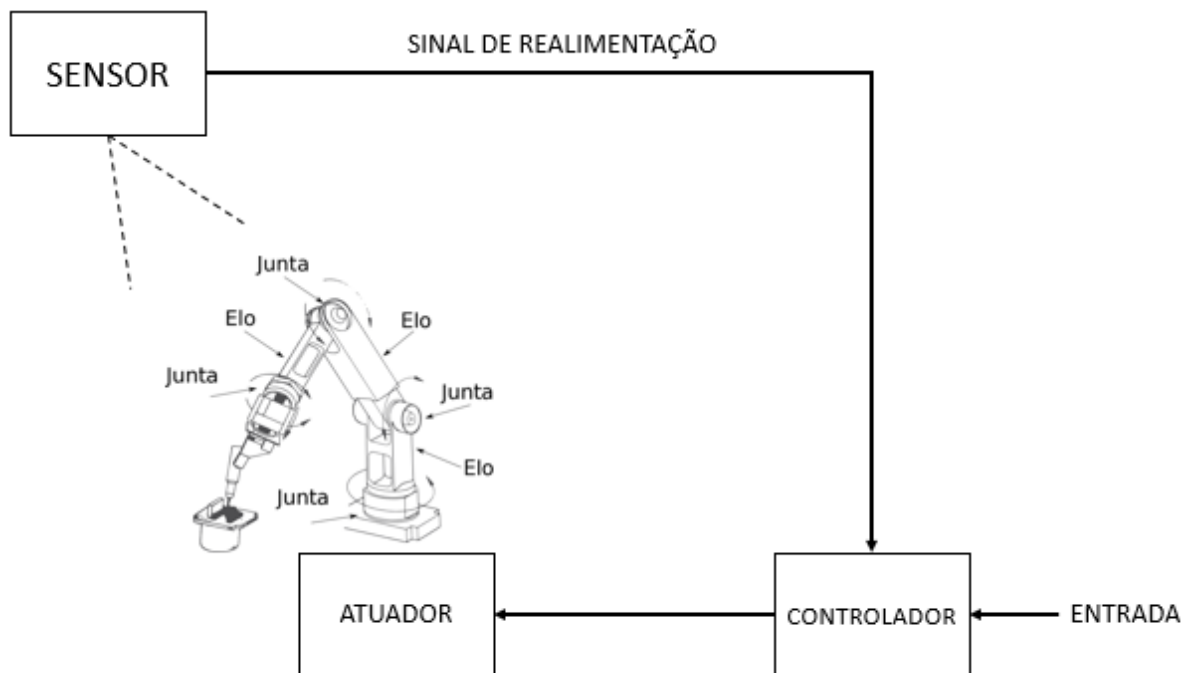 SINAL DE REALIMENTAÇÃO
SENSOR
Junta
Elo
Elo
Junta
Junta
Elo
Junta
ATUADOR
CONTROLADOR
ENTRADA